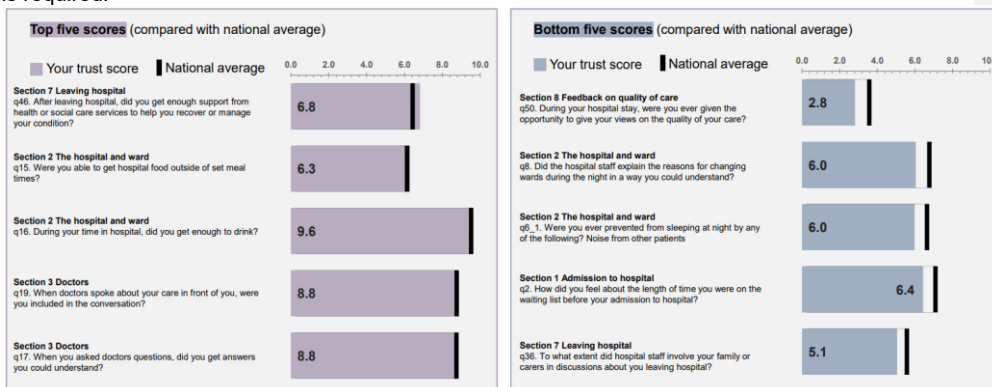 Top five scores (compared with national average)
Your trust score National average
0.0 2.0 4.0 6.0 8.0 10.0
Section 7 Leaving hospital
q46. After leaving hospital, did you get enough support from
health or social care services to help you recover or manage
your condition?
6.8
Section 2 The hospital and ward
q15. Were you able to get hospital food outside of set meal
times?
6.3
Section 2 The hospital and ward
q16. During your time in hospital, did you get enough to drink?
9.6
Section 3 Doctors
q19. When doctors spoke about your care in front of you, were
you included in the conversation?
8.8
Section 3 Doctors
q17. When you asked doctors questions, did you get answers
you could understand?
8.8
Bottom five scores (compared with national average)
Your trust score National average
0.0 2.0 4.0 6.0 8.0
Section 8 Feedback on quality of care
q50. During your hospital stay, were you ever given the
opportunity to give your views on the quality of your care?
2.8
Section 2 The hospital and ward
q8. Did the hospital staff explain the reasons for changing
wards during the night in a way you could understand?
6.0
Section 2 The hospital and ward
q6_1. Were you ever prevented from sleeping at night by any
of the following? Noise from other patients
6.0
Section 1 Admission to hospital
q2. How did you feel about the length of time you were on the
waiting list before your admission to hospital?
6.4
Section 7 Leaving hospital
q36. To what extent did hospital staff involve your family or
carers in discussions about you leaving hospital?
5.1